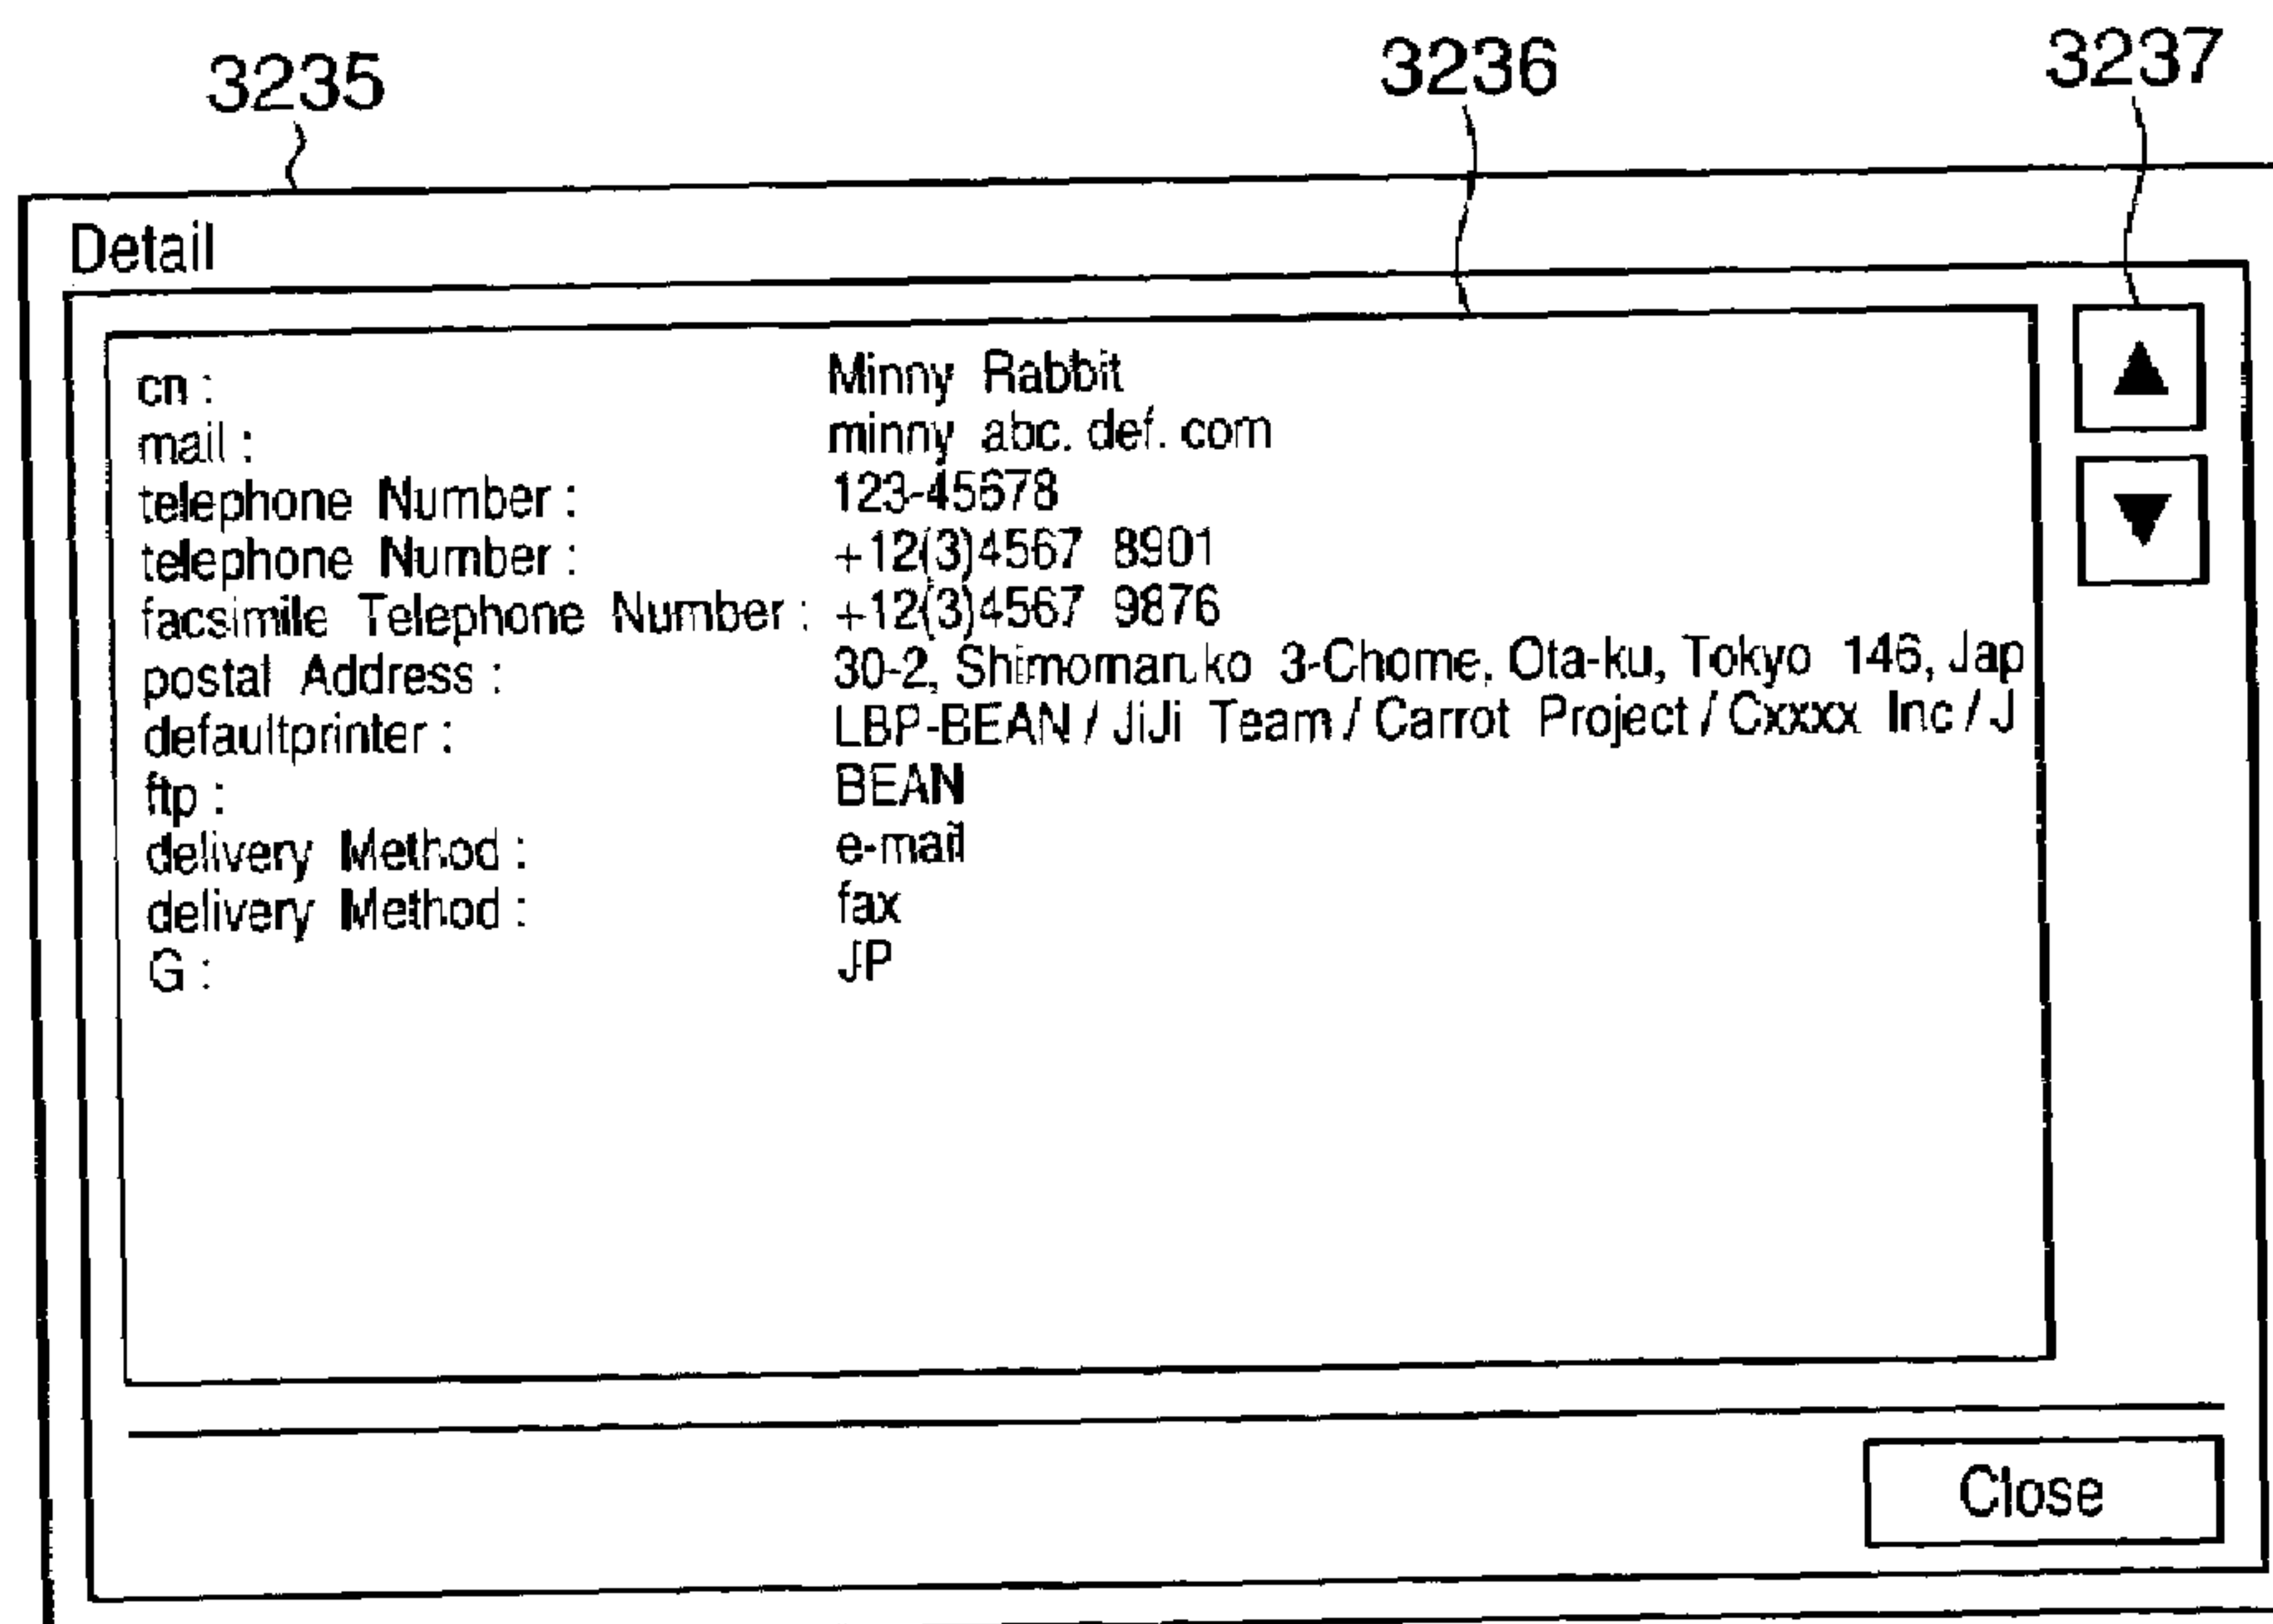 3235 3236 3237
Detail
cn : Minny Rabbit
mail : minny abc. def. com
telephone Number : 123-45678
telephone Number : +12(3)4567 8901
facsimile Telephone Number : +12(3)4567 9876
postal Address : 30-2, Shimomaruko 3-Chome, Ota-ku, Tokyo 146, Jap
defaultprinter : LBP-BEAN / JiJi Team / Carrot Project / Cxxxx Inc / J
ftp : BEAN
delivery Method : e-mail
delivery Method : fax
G : JP
Close